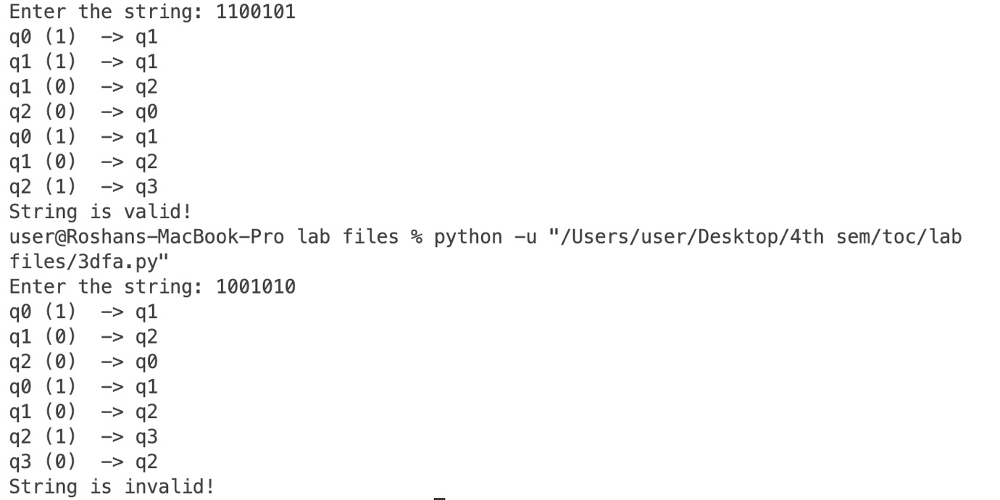 Enter the string: 1100101
q0 (1)  -> q1
q1 (1)  -> q1
q1 (0)  -> q2
q2 (0)  -> q0
q0 (1)  -> q1
q1 (0)  -> q2
q2 (1)  -> q3
String is valid!
user@Roshans-MacBook-Pro lab files % python -u "/Users/user/Desktop/4th sem/toc/lab
files/3dfa.py"
Enter the string: 1001010
q0 (1)  -> q1
q1 (0)  -> q2
q2 (0)  -> q0
q0 (1)  -> q1
q1 (0)  -> q2
q2 (1)  -> q3
q3 (0)  -> q2
String is invalid!